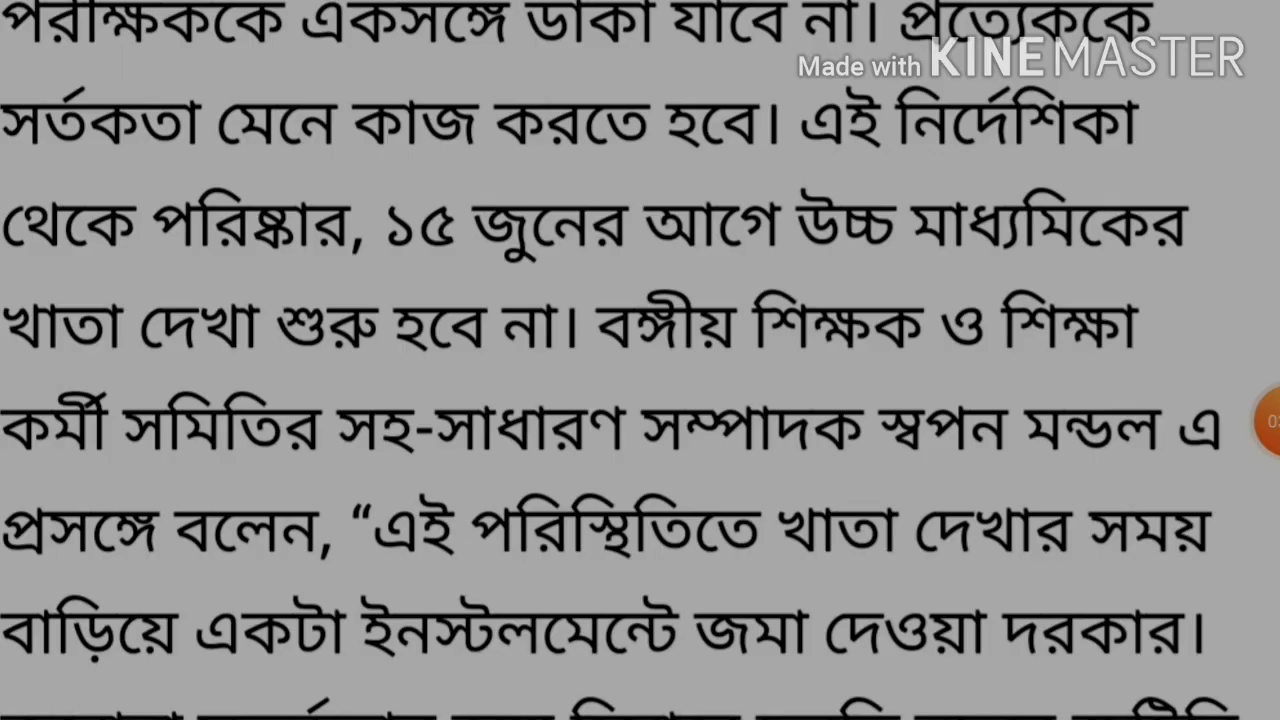 পরীক্ষককে একসঙ্গে ডাকা যাবে না। প্রত্যেককে
Made with KINEMASTER
সর্তকতা মেনে কাজ করতে হবে। এই নির্দেশিকা
থেকে পরিষ্কার, ১৫ জুনের আগে উচ্চ মাধ্যমিকের
খাতা দেখা শুরু হবে না। বঙ্গীয় শিক্ষক ও শিক্ষা
কর্মী সমিতির সহ-সাধারণ সম্পাদক স্বপন মন্ডল এ
প্রসঙ্গে বলেন, “এই পরিস্থিতিতে খাতা দেখার সময়
বাড়িয়ে একটা ইনস্টলমেন্টে জমা দেওয়া দরকার।